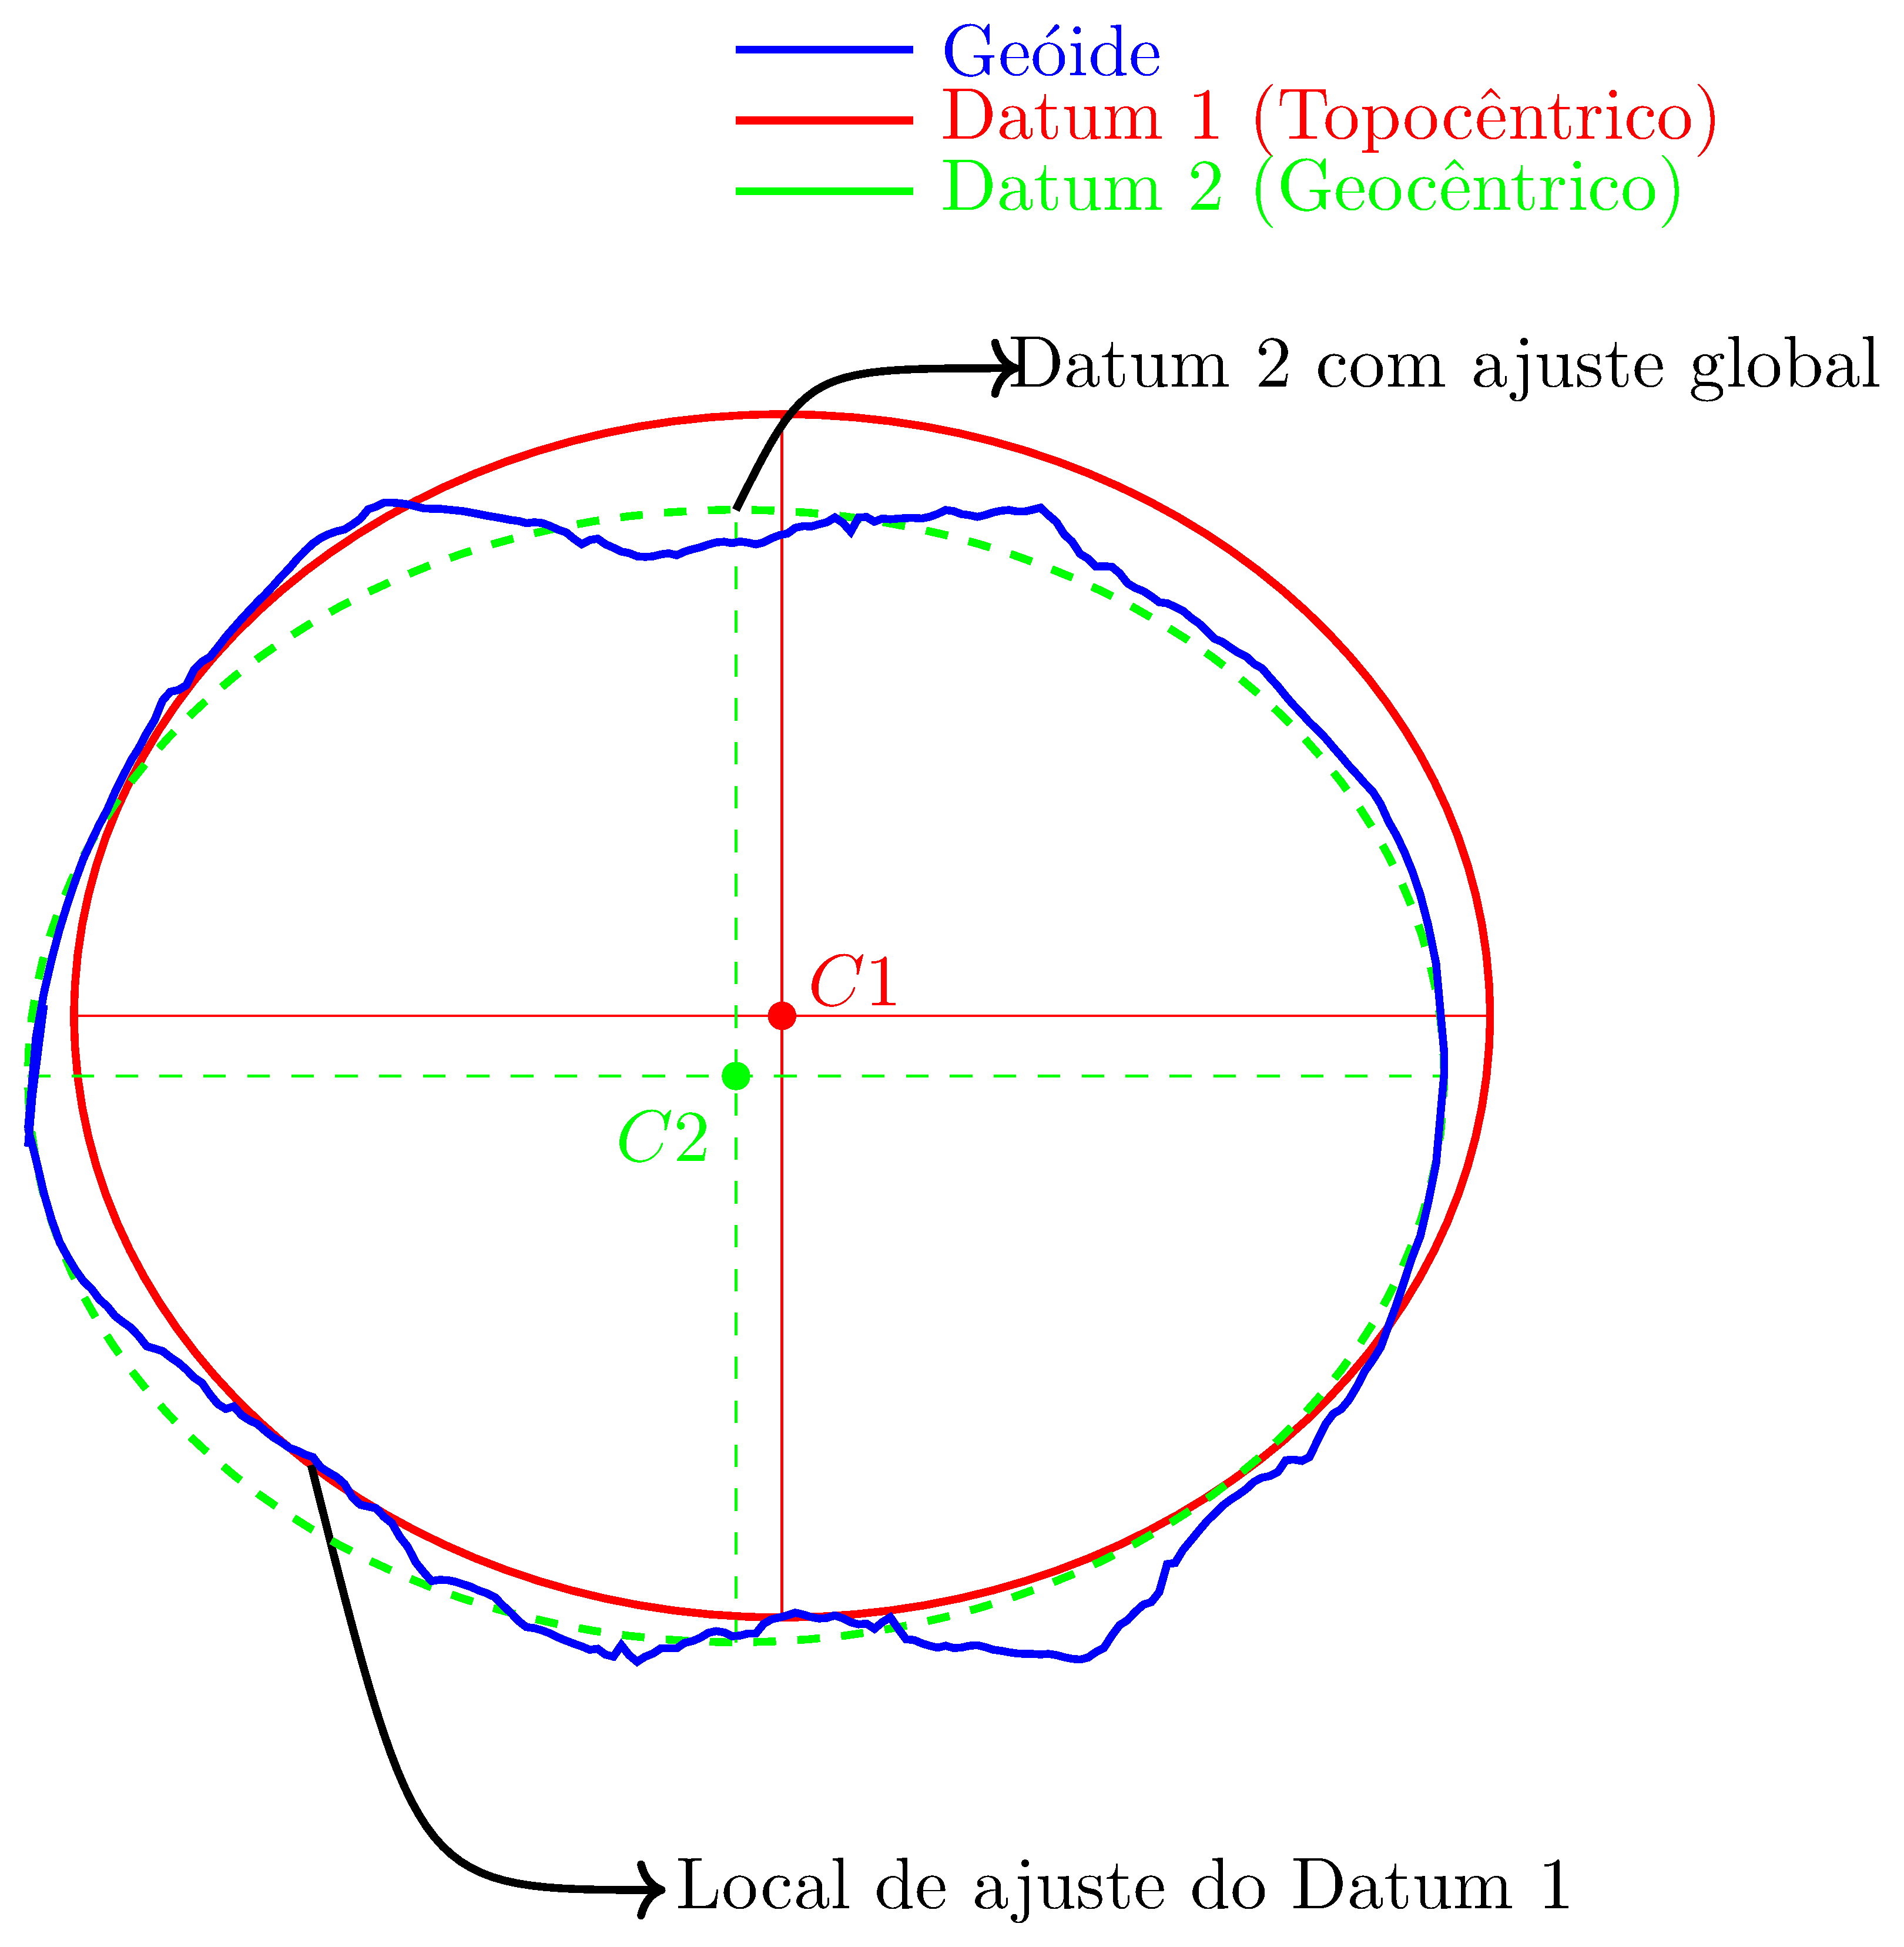 Geóide
Datum 1 (Topocêntrico)
Datum 2 (Geocêntrico)
Datum 2 com ajuste global
C1
C2
Local de ajuste do Datum 1